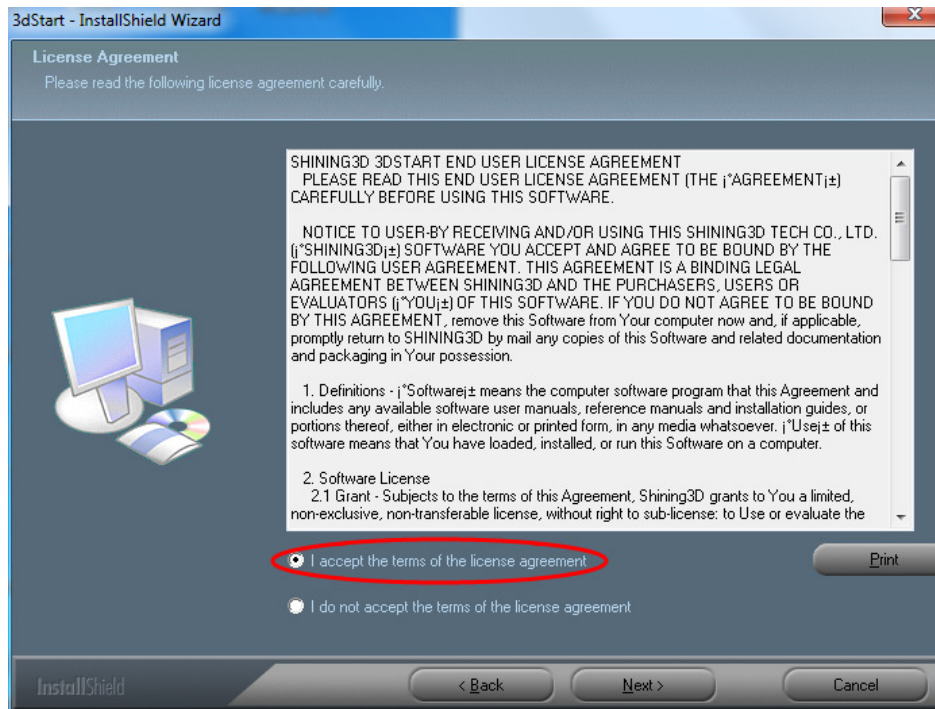 3dStart - InstallShield Wizard
License Agreement
Please read the following license agreement carefully.
SHINING3D 3DSTART END USER LICENSE AGREEMENT
PLEASE READ THIS END USER LICENSE AGREEMENT (THE ¡°AGREEMENT¡±)
CAREFULLY BEFORE USING THIS SOFTWARE.
NOTICE TO USER-BY RECEIVING AND/OR USING THIS SHINING3D TECH CO., LTD.
(¡°SHINING3D¡±) SOFTWARE YOU ACCEPT AND AGREE TO BE BOUND BY THE
FOLLOWING USER AGREEMENT. THIS AGREEMENT IS A BINDING LEGAL
AGREEMENT BETWEEN SHINING3D AND THE PURCHASERS, USERS OR
EVALUATORS (¡°YOU¡±) OF THIS SOFTWARE. IF YOU DO NOT AGREE TO BE BOUND
BY THIS AGREEMENT, remove this Software from Your computer now and, if applicable,
promptly return to SHINING3D by mail any copies of this Software and related documentation
and packaging in Your possession.
1. Definitions - ¡°Software¡± means the computer software program that this Agreement and
includes any available software user manuals, reference manuals and installation guides, or
portions thereof, either in electronic or printed form, in any media whatsoever. ¡°Use¡± of this
software means that You have loaded, installed, or run this Software on a computer.
2. Software License
2.1 Grant - Subjects to the terms of this Agreement, Shining3D grants to You a limited,
non-exclusive, non-transferable license, without right to sub-license: to Use or evaluate the
I accept the terms of the license agreement
Print
I do not accept the terms of the license agreement
InstallShield
< Back
Next >
Cancel